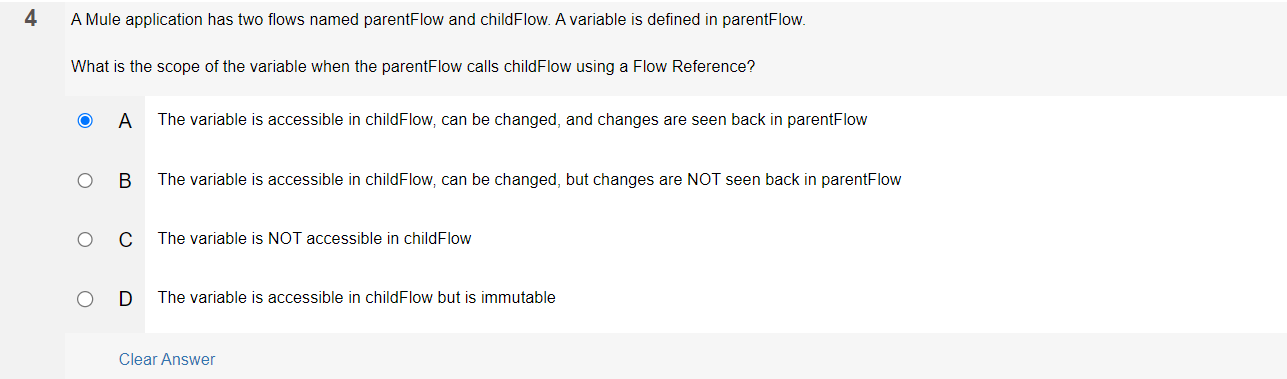 4 A Mule application has two flows named parentFlow and childFlow. A variable is defined in parentFlow.
What is the scope of the variable when the parentFlow calls childFlow using a Flow Reference?
A The variable is accessible in childFlow, can be changed, and changes are seen back in parentFlow
B The variable is accessible in childFlow, can be changed, but changes are NOT seen back in parentFlow
C The variable is NOT accessible in childFlow
D The variable is accessible in childFlow but is immutable
Clear Answer